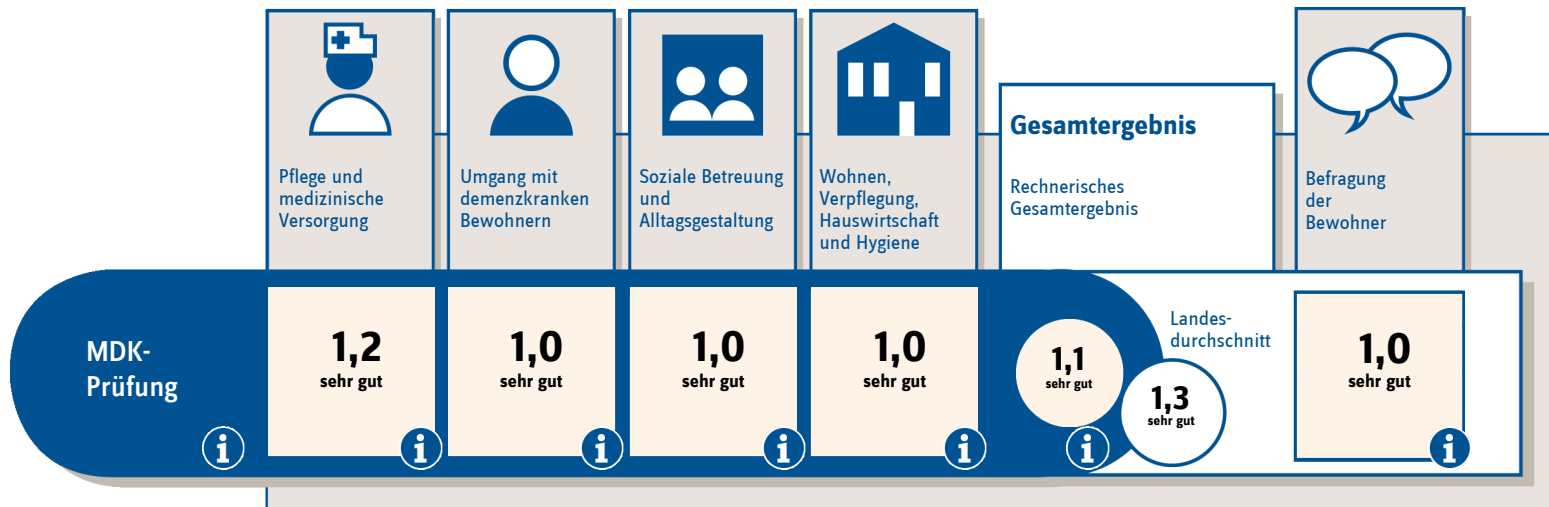 Pflege und
medizinische
Versorgung
Umgang mit
demenzkranken
Bewohnern
Soziale Betreuung
und
Alltagsgestaltung
Wohnen,
Verpflegung,
Hauswirtschaft
und Hygiene
Gesamtergebnis
Rechnerisches
Gesamtergebnis
Befragung
der
Bewohner
MDK-
Prüfung
i
1,2
sehr gut
i
1,0
sehr gut
i
1,0
sehr gut
i
1,0
sehr gut
i
1,1
sehr gut
i
Landes-
durchschnitt
1,3
sehr gut
1,0
sehr gut
i